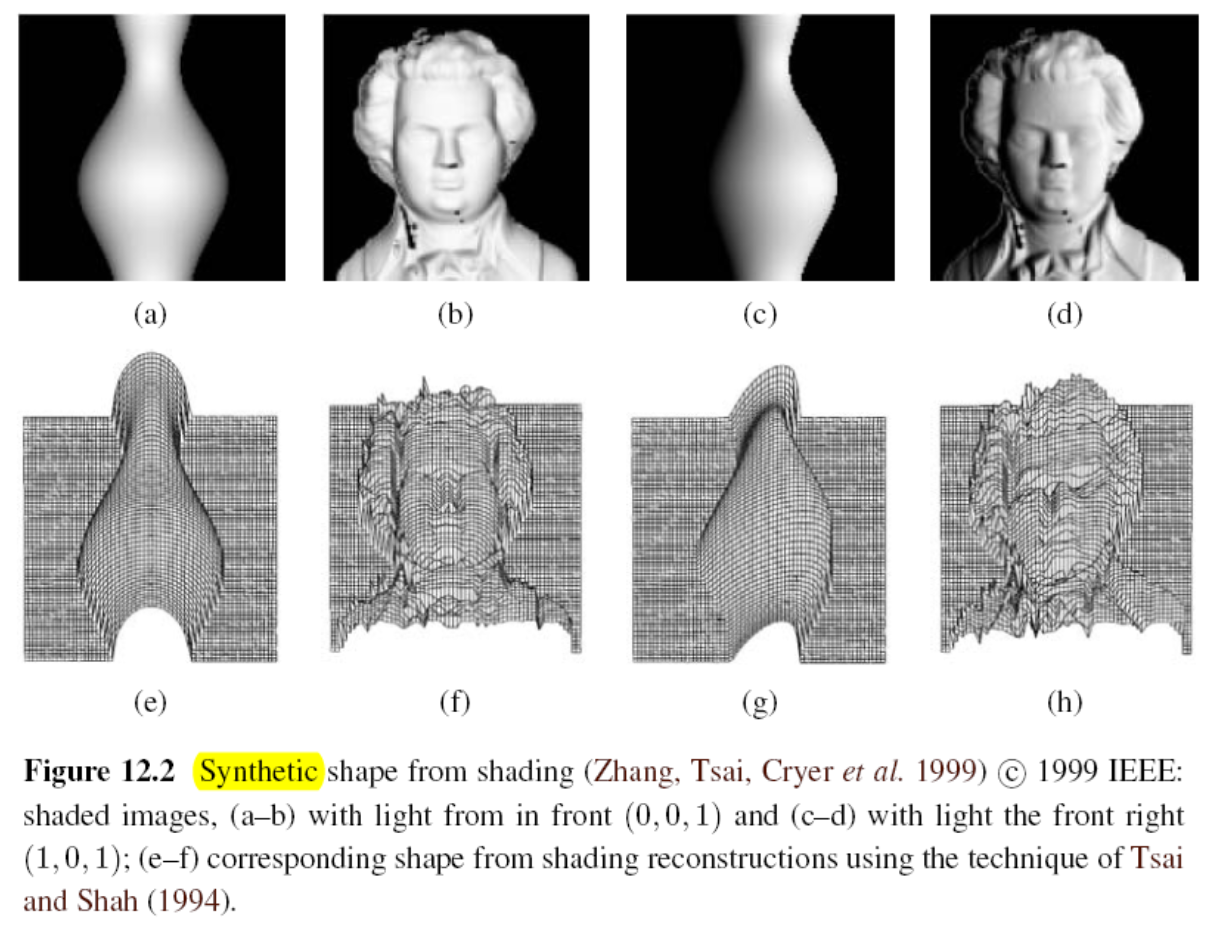 (a) (b) (c) (d)
(e) (f) (g) (h)
Figure 12.2 Synthetic shape from shading (Zhang, Tsai, Cryer et al. 1999) © 1999 IEEE:
shaded images, (a–b) with light from in front (0, 0, 1) and (c–d) with light the front right
(1, 0, 1); (e–f) corresponding shape from shading reconstructions using the technique of Tsai
and Shah (1994).